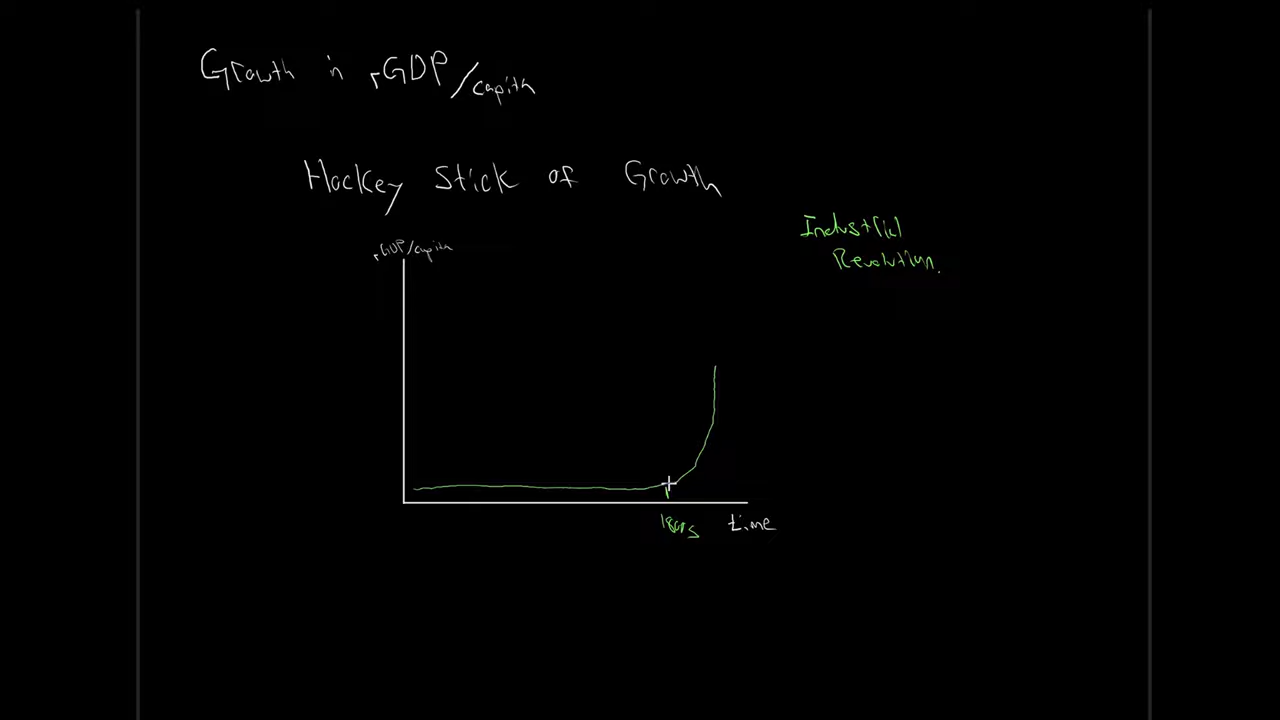 Growth in rGDP/capita
Hockey Stick of Growth
Industrial
Revolution.
rGDP/capita
1800s
time